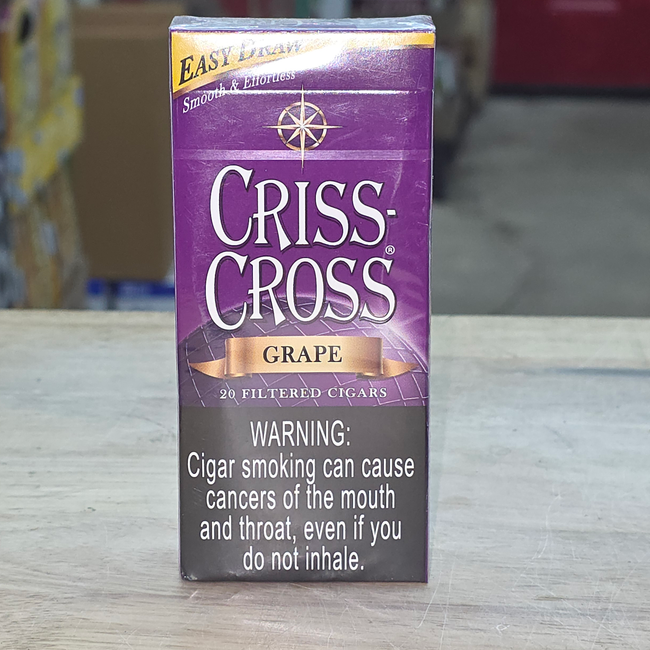 EASY DRAW
Smooth & Effortless
CRISS-
CROSS®
GRAPE
20 FILTERED CIGARS
WARNING:
Cigar smoking can cause
cancers of the mouth
and throat, even if you
do not inhale.